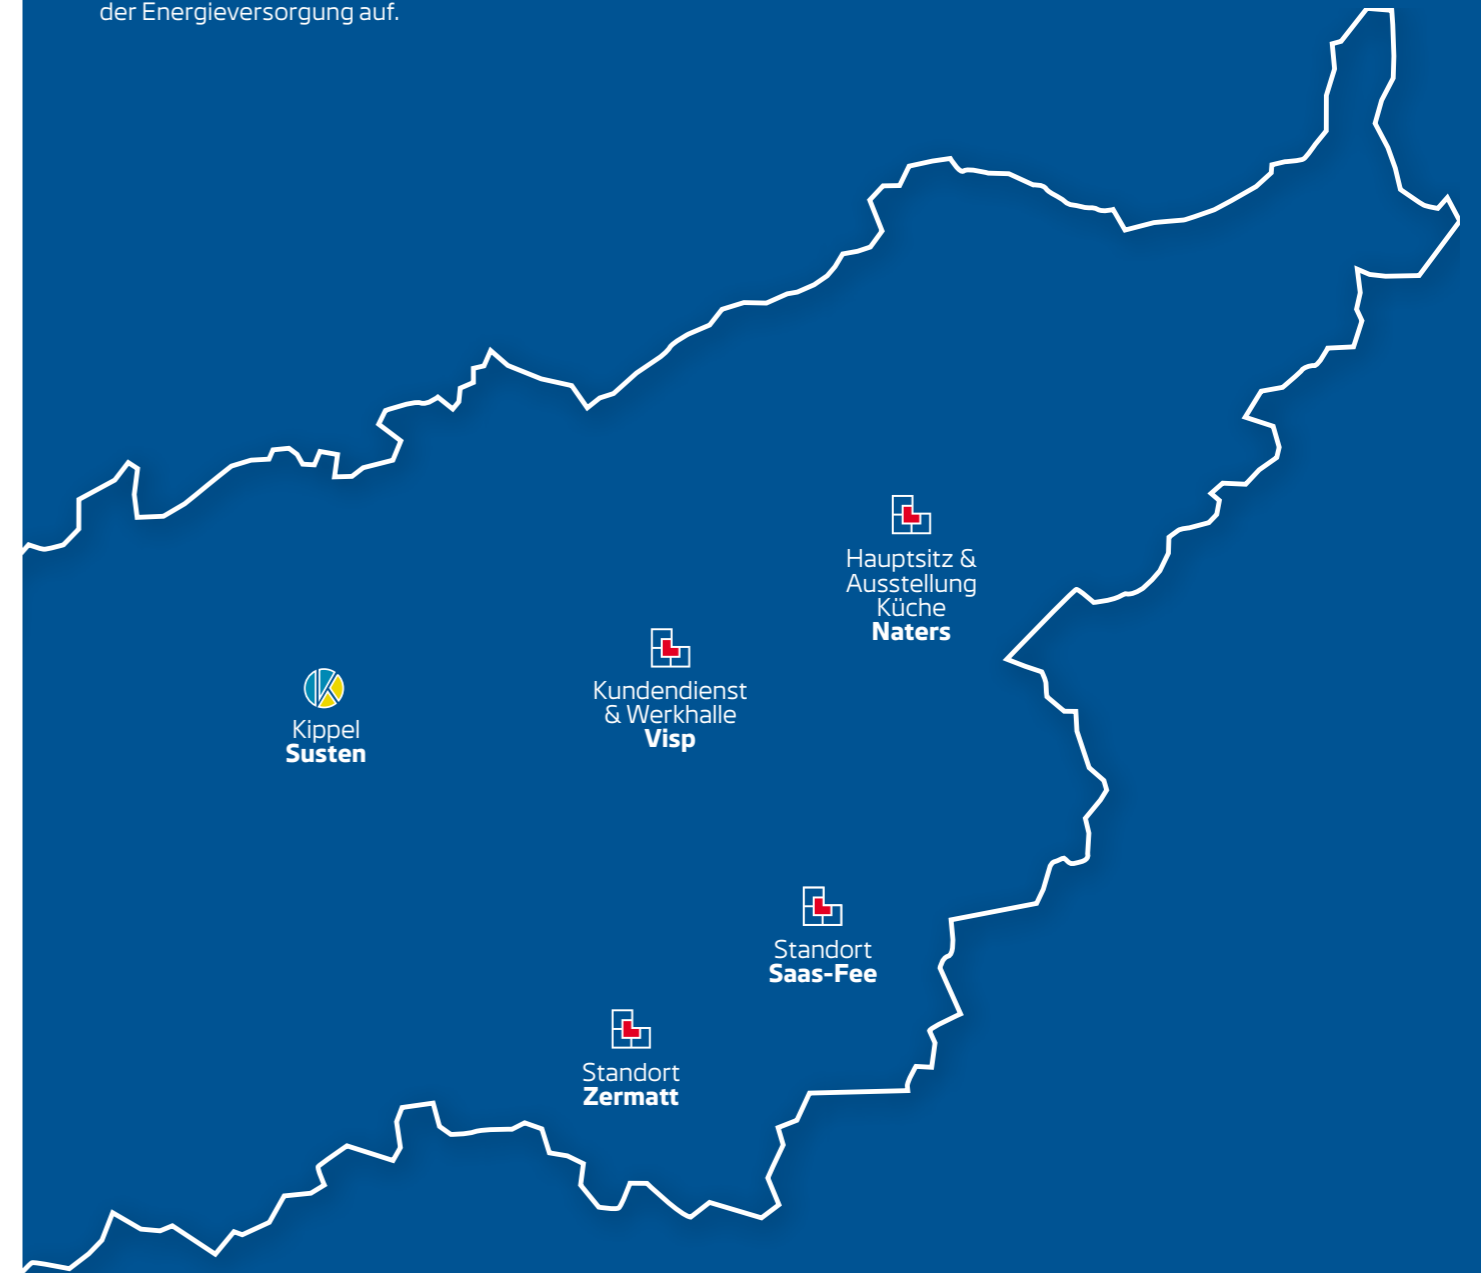 der Energieversorgung auf.
Hauptsitz &
Ausstellung
Küche
Naters
Kundendienst
& Werkhalle
Visp
Kippel
Susten
Standort
Saas-Fee
Standort
Zermatt